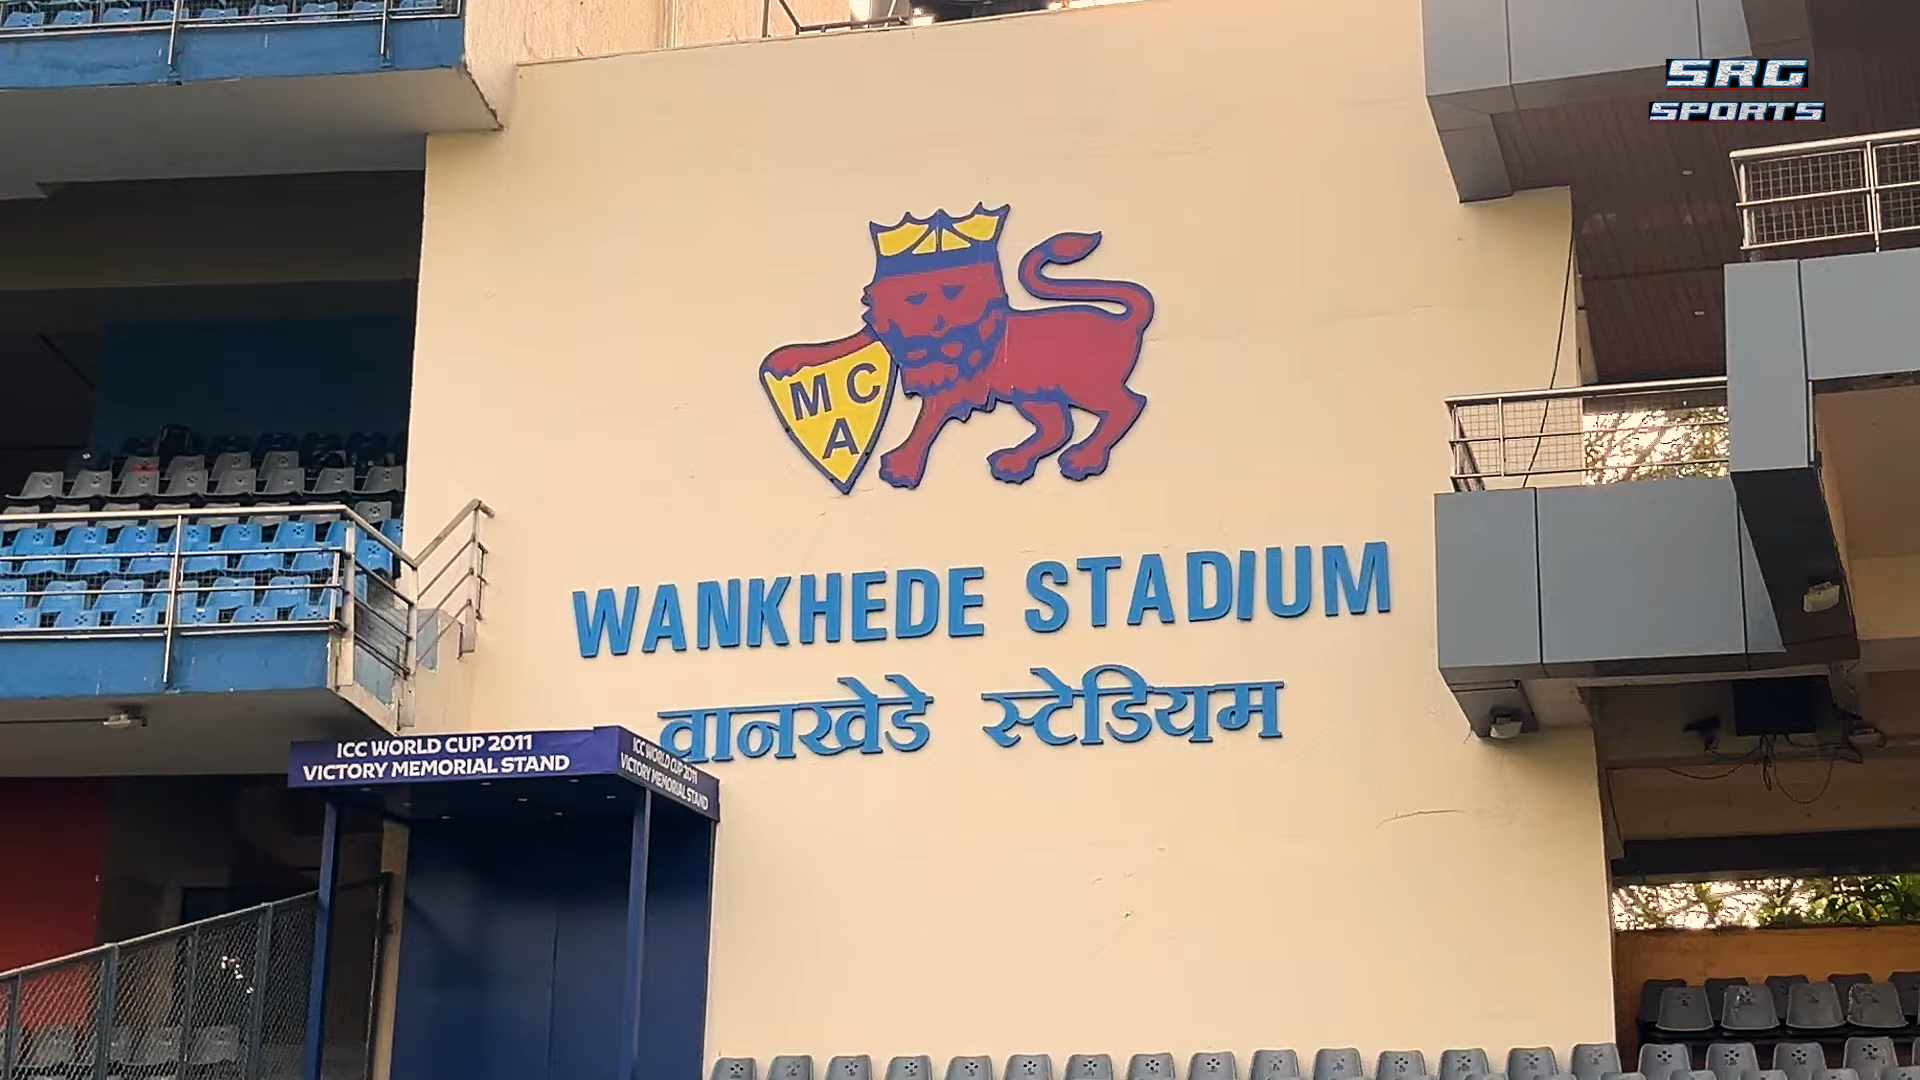 SRG
SPORTS
M C
A
WANKHEDE STADIUM
वानखेडे स्टेडियम
ICC WORLD CUP 2011
VICTORY MEMORIAL STAND
ICC WORLD CUP 2011
VICTORY MEMORIAL STAND